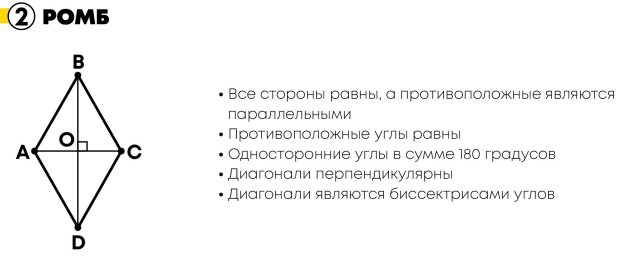 2 РОМБ
B
O
A
C
D
• Все стороны равны, а противоположные являются
параллельными
• Противоположные углы равны
• Односторонние углы в сумме 180 градусов
• Диагонали перпендикулярны
• Диагонали являются биссектрисами углов